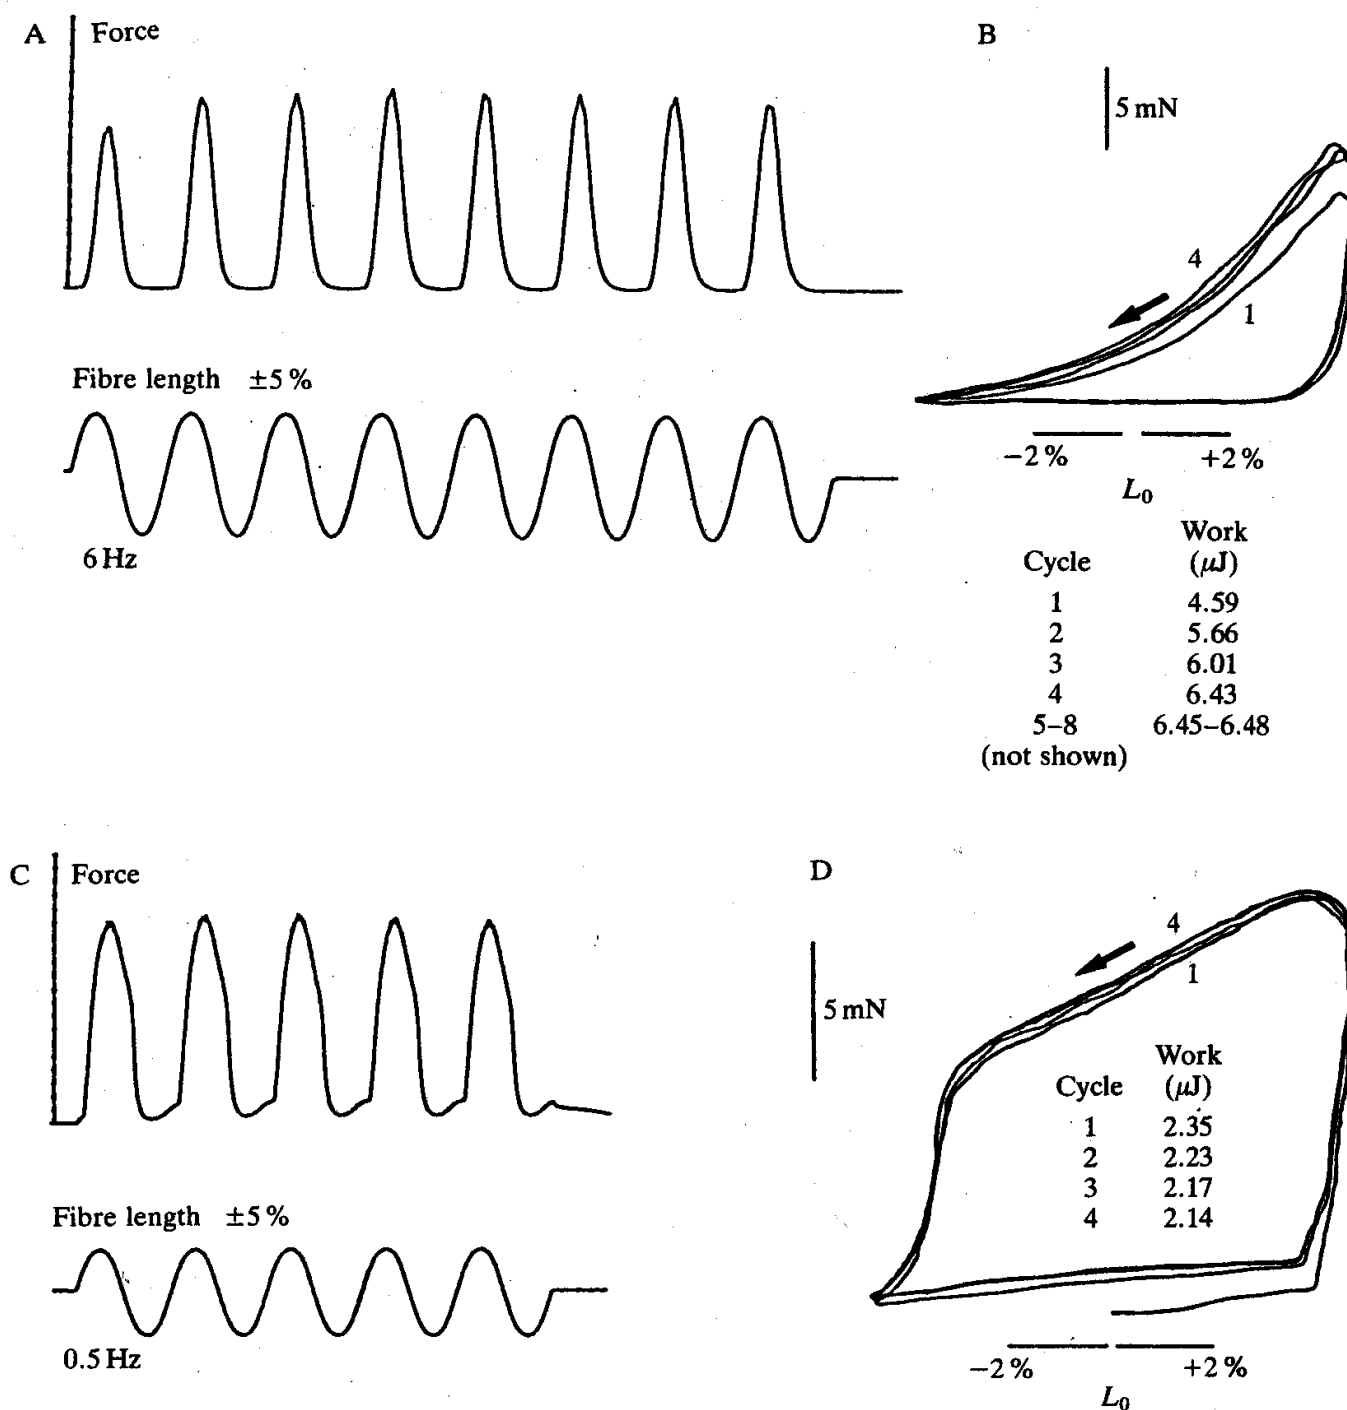 A
Force
Fibre length ±5 %
6 Hz
B
5 mN
4
1
−2 % +2 %
L₀
Work
Cycle (μJ)
1 4.59
2 5.66
3 6.01
4 6.43
5–8 6.45–6.48
(not shown)
C
Force
Fibre length ±5 %
0.5 Hz
D
5 mN
4
1
Work
Cycle (μJ)
1 2.35
2 2.23
3 2.17
4 2.14
−2 % +2 %
L₀